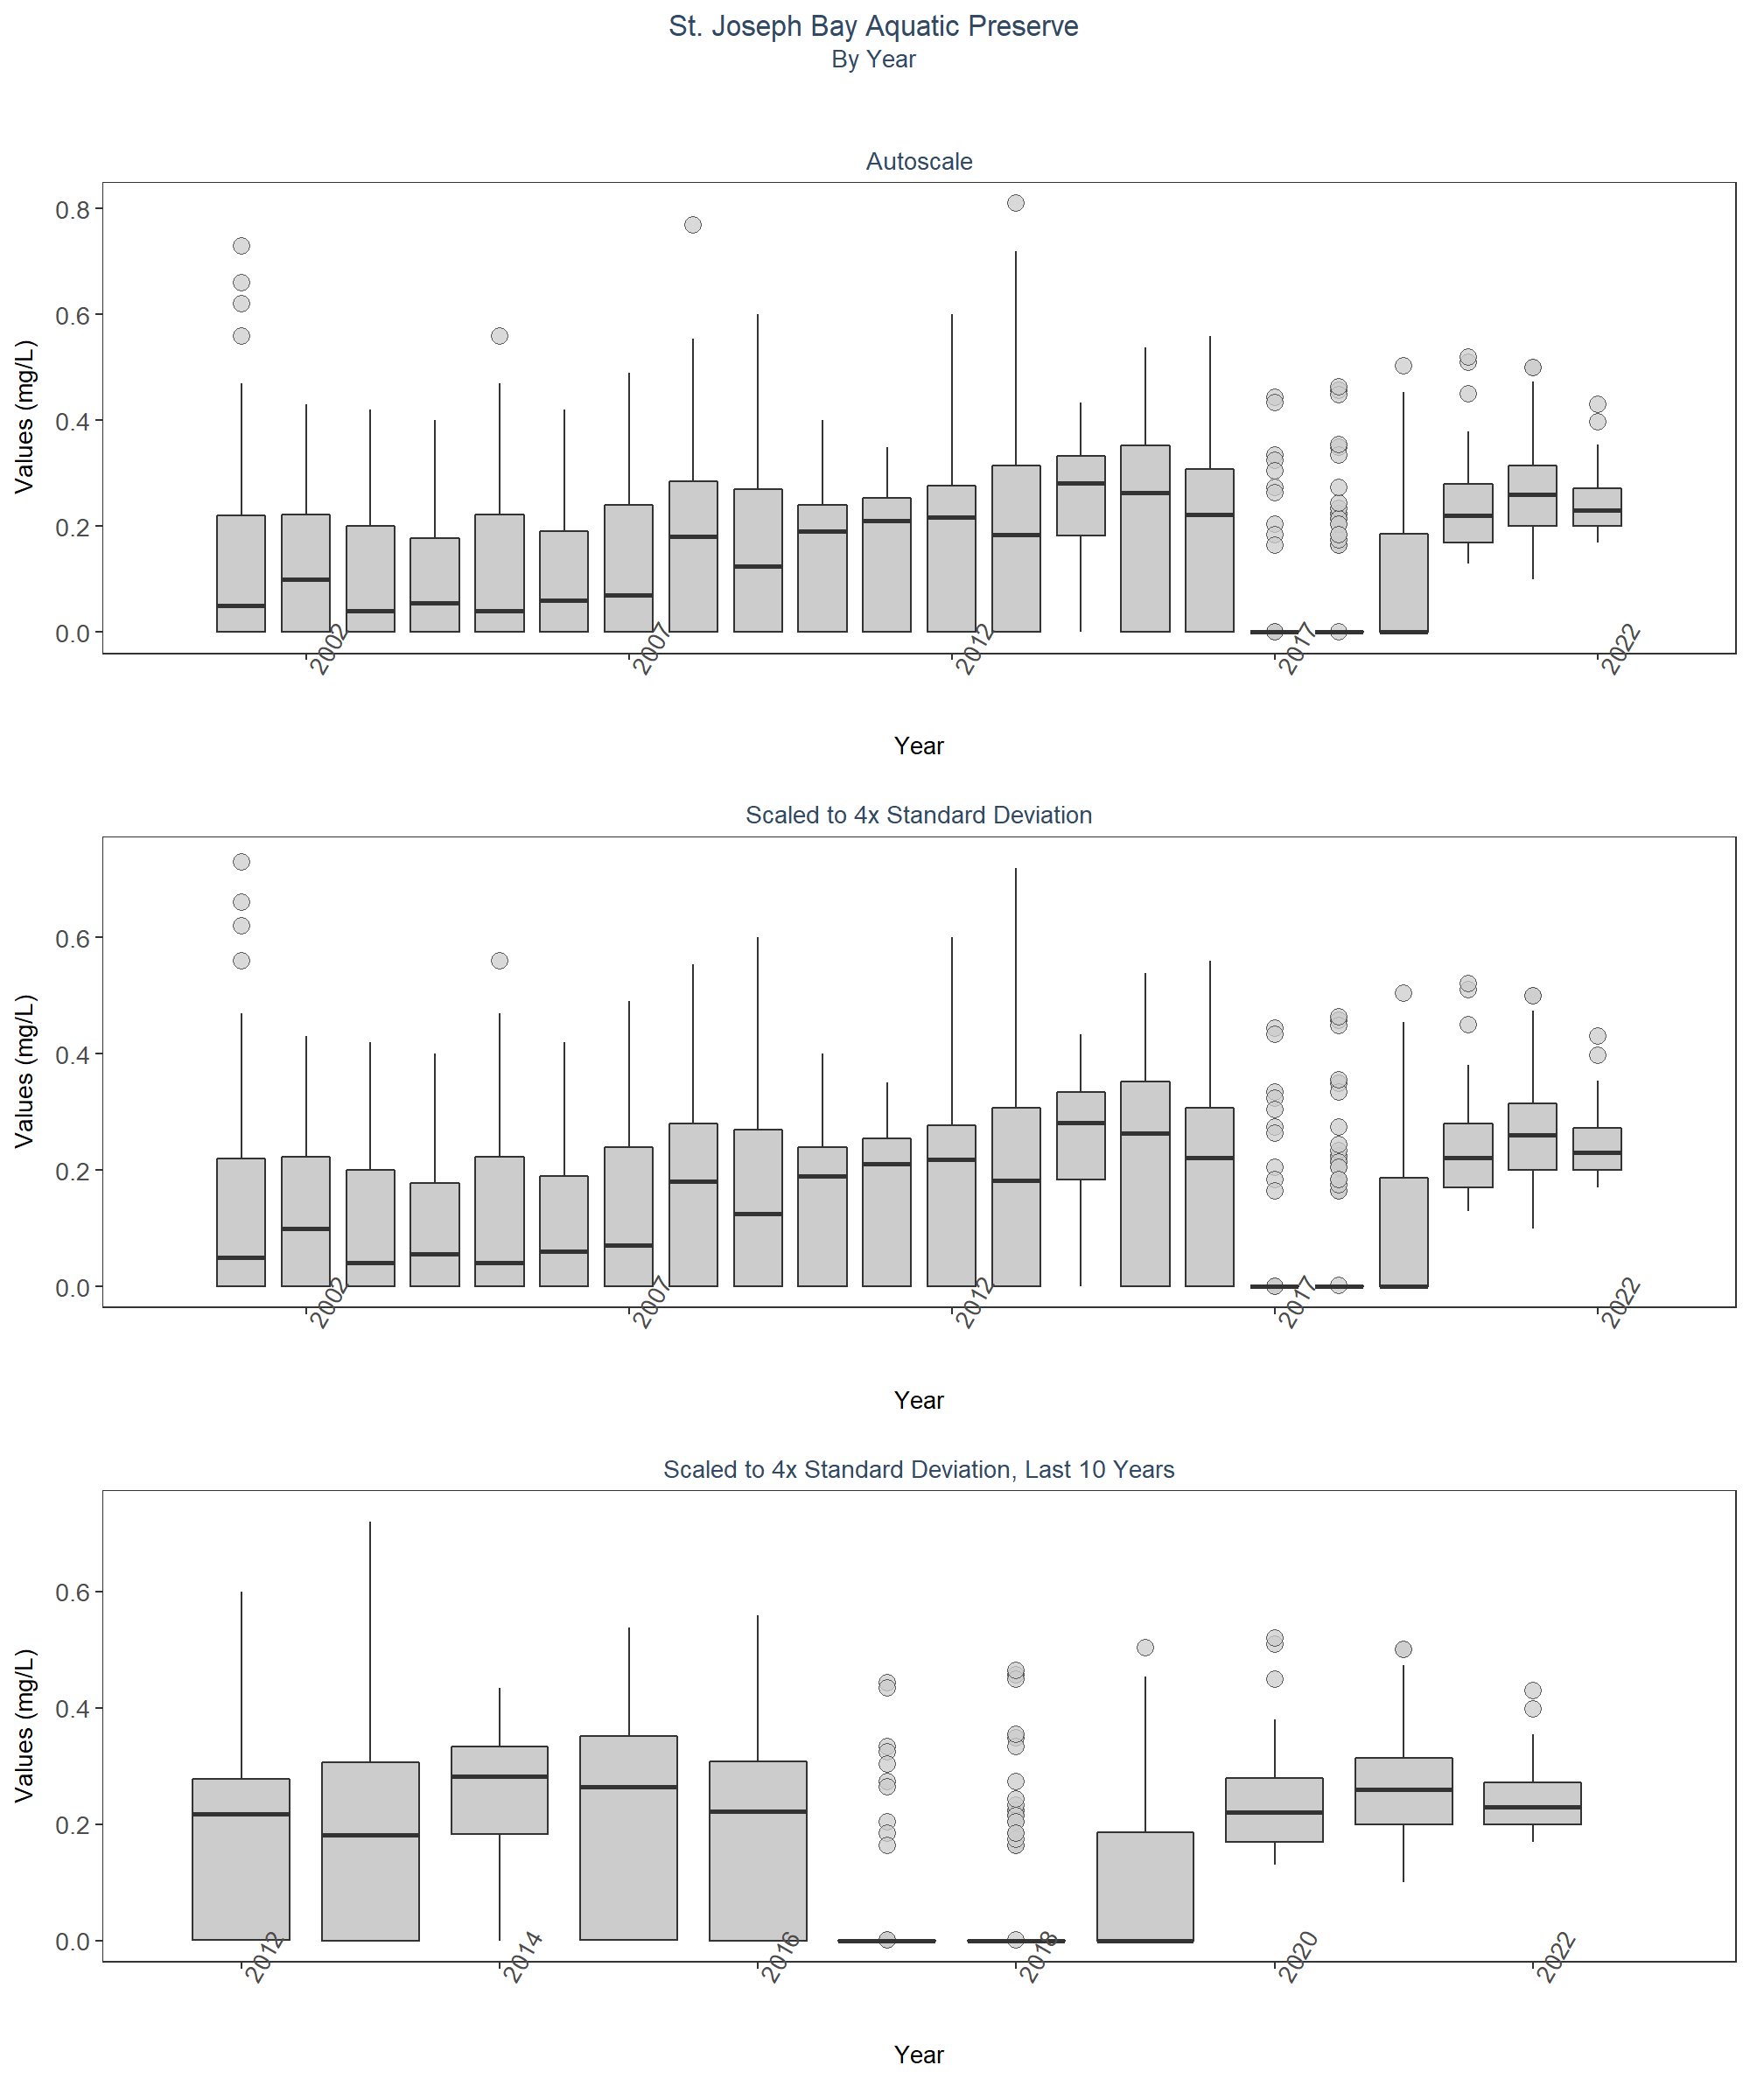 St. Joseph Bay Aquatic Preserve
By Year
Autoscale
Values (mg/L)
0.8
0.6
0.4
0.2
0.0
2002
2007
2012
2017
2022
Year
Scaled to 4x Standard Deviation
Values (mg/L)
0.6
0.4
0.2
0.0
2002
2007
2012
2017
2022
Year
Scaled to 4x Standard Deviation, Last 10 Years
Values (mg/L)
0.6
0.4
0.2
0.0
2012
2014
2016
2018
2020
2022
Year